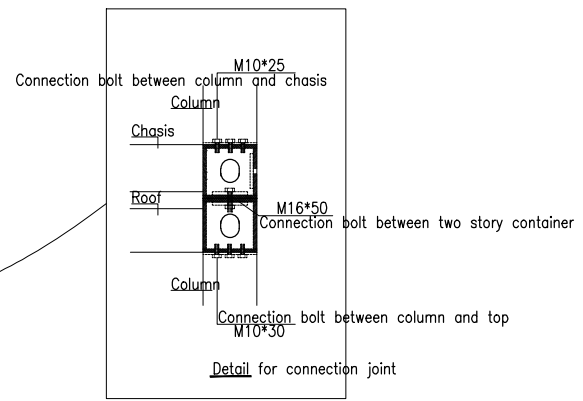 M10*25
Connection bolt between column and chasis
Column
Chasis
Roof
M16*50
Connection bolt between two story container
Column
Connection bolt between column and top
M10*30
Detail for connection joint